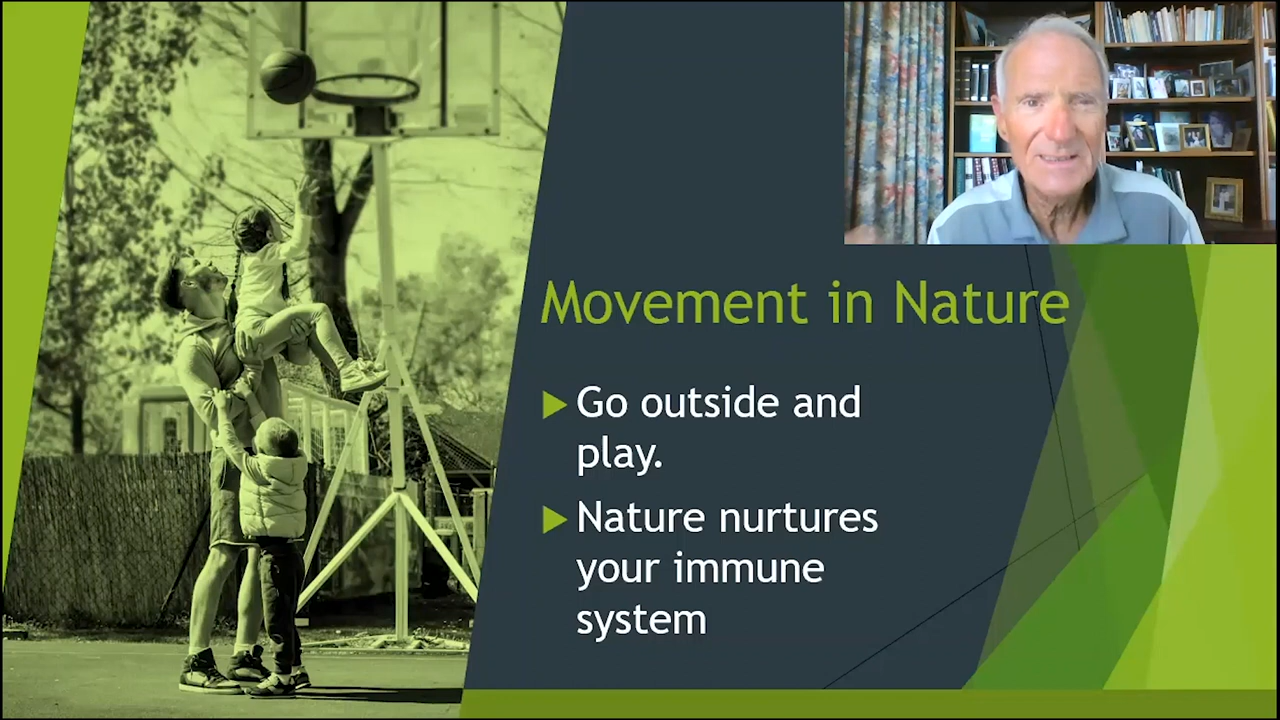 Movement in Nature
Go outside and
play.
Nature nurtures
your immune
system